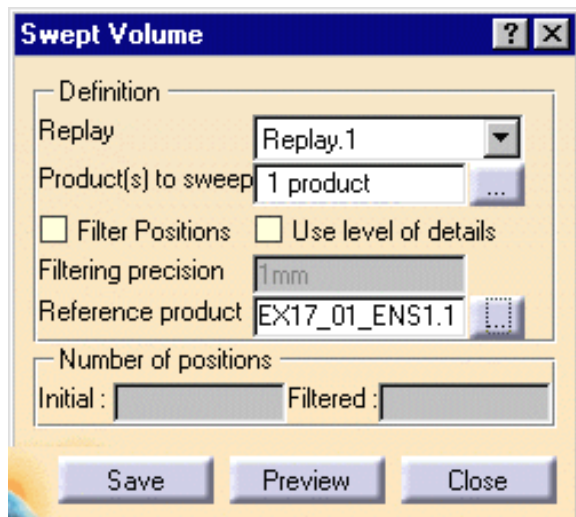 Swept Volume ? X
Definition
Replay Replay.1
Product(s) to sweep 1 product ...
Filter Positions Use level of details
Filtering precision 1mm
Reference product EX17_01_ENS1.1 ...
Number of positions
Initial : Filtered :
Save Preview Close